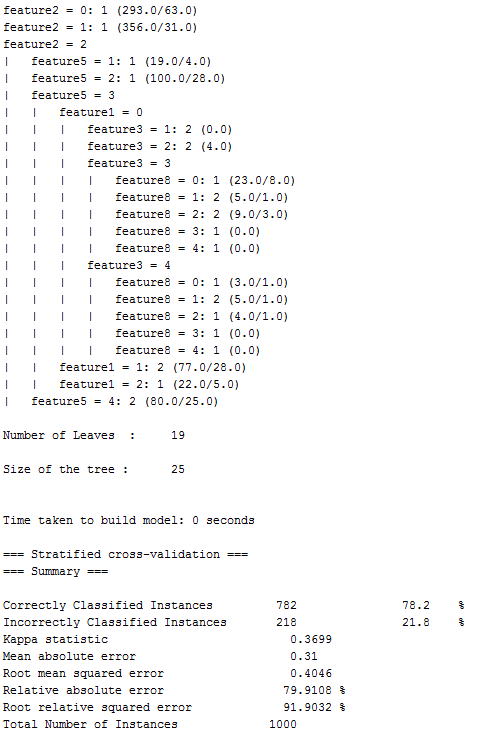 feature2 = 0: 1 (293.0/63.0)
feature2 = 1: 1 (356.0/31.0)
feature2 = 2
|   feature5 = 1: 1 (19.0/4.0)
|   feature5 = 2: 1 (100.0/28.0)
|   feature5 = 3
|   |   feature1 = 0
|   |   |   feature3 = 1: 2 (0.0)
|   |   |   feature3 = 2: 2 (4.0)
|   |   |   feature3 = 3
|   |   |   |   feature8 = 0: 1 (23.0/8.0)
|   |   |   |   feature8 = 1: 2 (5.0/1.0)
|   |   |   |   feature8 = 2: 2 (9.0/3.0)
|   |   |   |   feature8 = 3: 1 (0.0)
|   |   |   |   feature8 = 4: 1 (0.0)
|   |   |   feature3 = 4
|   |   |   |   feature8 = 0: 1 (3.0/1.0)
|   |   |   |   feature8 = 1: 2 (5.0/1.0)
|   |   |   |   feature8 = 2: 1 (4.0/1.0)
|   |   |   |   feature8 = 3: 1 (0.0)
|   |   |   |   feature8 = 4: 1 (0.0)
|   |   feature1 = 1: 2 (77.0/28.0)
|   |   feature1 = 2: 1 (22.0/5.0)
|   feature5 = 4: 2 (80.0/25.0)
Number of Leaves  :     19
Size of the tree :      25
Time taken to build model: 0 seconds
=== Stratified cross-validation ===
=== Summary ===
Correctly Classified Instances         782               78.2    %
Incorrectly Classified Instances       218               21.8    %
Kappa statistic                          0.3699
Mean absolute error                      0.31
Root mean squared error                  0.4046
Relative absolute error                 79.9108 %
Root relative squared error             91.9032 %
Total Number of Instances             1000